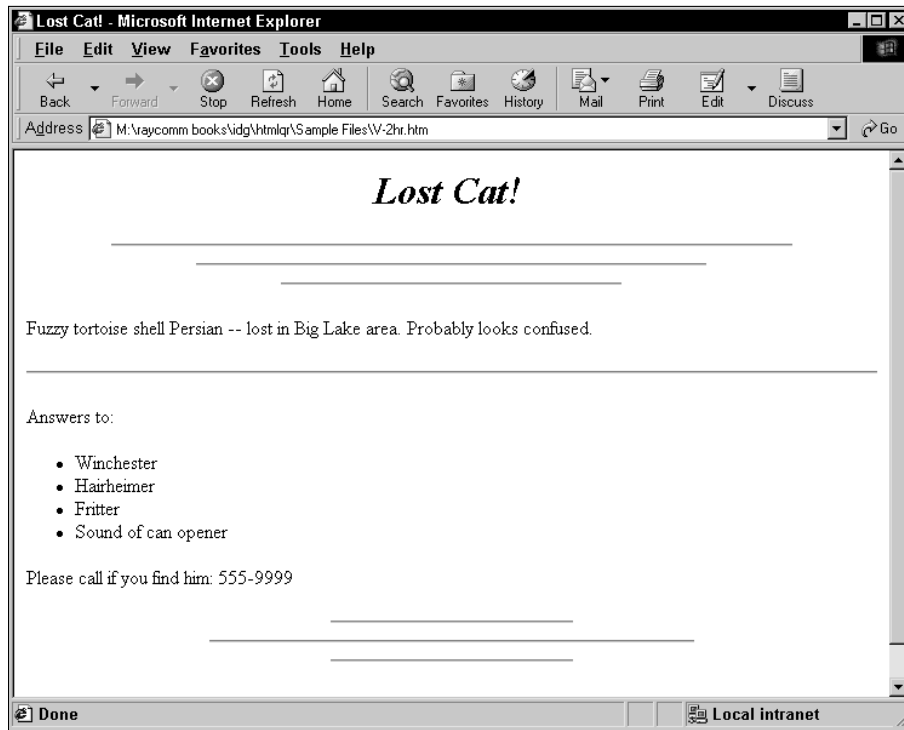 Lost Cat! - Microsoft Internet Explorer
File Edit View Favorites Tools Help
Back Forward Stop Refresh Home Search Favorites History Mail Print Edit Discuss
Address M:\raycomm books\idg\htmlqr\Sample Files\V-2hr.htm Go
Lost Cat!
Fuzzy tortoise shell Persian -- lost in Big Lake area. Probably looks confused.
Answers to:
• Winchester
• Hairheimer
• Fritter
• Sound of can opener
Please call if you find him: 555-9999
Done Local intranet